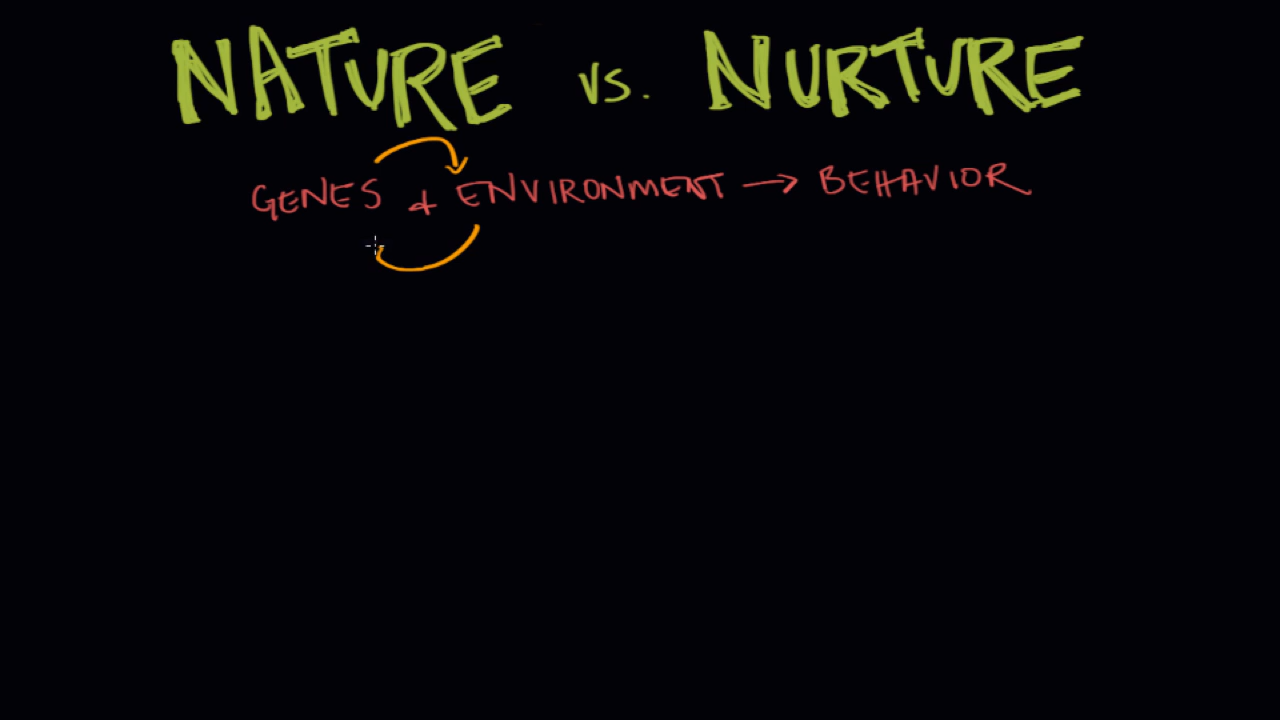 NATURE vs. NURTURE
GENES + ENVIRONMENT → BEHAVIOR